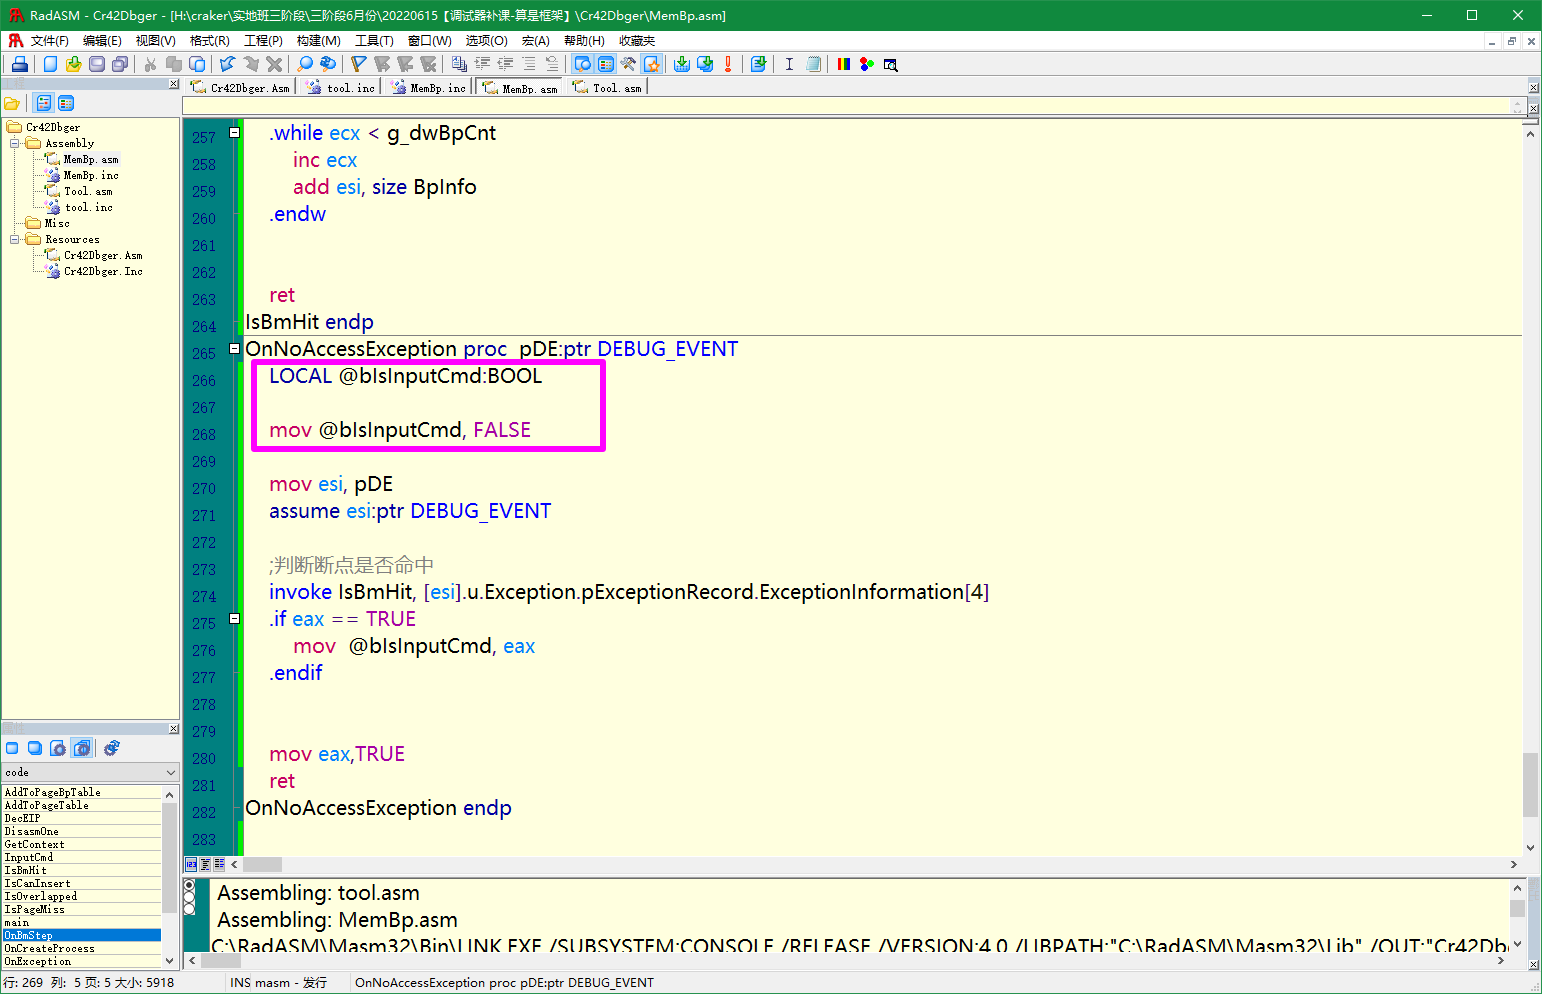 RadASM - Cr42Dbger - [H:\craker\实地班三阶段\三阶段6月份\20220615【调试器补课-算是框架】\Cr42Dbger\MemBp.asm]
文件(F) 编辑(E) 视图(V) 格式(R) 工程(P) 构建(M) 工具(T) 窗口(W) 选项(O) 宏(A) 帮助(H) 收藏夹
Cr42Dbger.Asm tool.inc MemBp.inc MemBp.asm Tool.asm
Cr42Dbger
Assembly
MemBp.asm
MemBp.inc
Tool.asm
tool.inc
Misc
Resources
Cr42Dbger.Asm
Cr42Dbger.Inc
code
AddToPageBpTable
AddToPageTable
DecEIP
DisasmOne
GetContext
InputCmd
IsBmHit
IsCanInsert
IsOverlapped
IsPageMiss
main
OnBmStep
OnCreateProcess
OnException
257 .while ecx < g_dwBpCnt
258 inc ecx
259 add esi, size BpInfo
260 .endw
261
262
263 ret
264 IsBmHit endp
265 OnNoAccessException proc pDE:ptr DEBUG_EVENT
266 LOCAL @bIsInputCmd:BOOL
267
268 mov @bIsInputCmd, FALSE
269
270 mov esi, pDE
271 assume esi:ptr DEBUG_EVENT
272
273 ;判断断点是否命中
274 invoke IsBmHit, [esi].u.Exception.pExceptionRecord.ExceptionInformation[4]
275 .if eax == TRUE
276 mov @bIsInputCmd, eax
277 .endif
278
279
280 mov eax,TRUE
281 ret
282 OnNoAccessException endp
283
Assembling: tool.asm
Assembling: MemBp.asm
C:\RadASM\Masm32\Bin\LINK.EXE /SUBSYSTEM:CONSOLE /RELEASE /VERSION:4.0 /LIBPATH:"C:\RadASM\Masm32\Lib" /OUT:"Cr42Dbg
行: 269 列: 5 页: 5 大小: 5918 INS masm - 发行 OnNoAccessException proc pDE:ptr DEBUG_EVENT